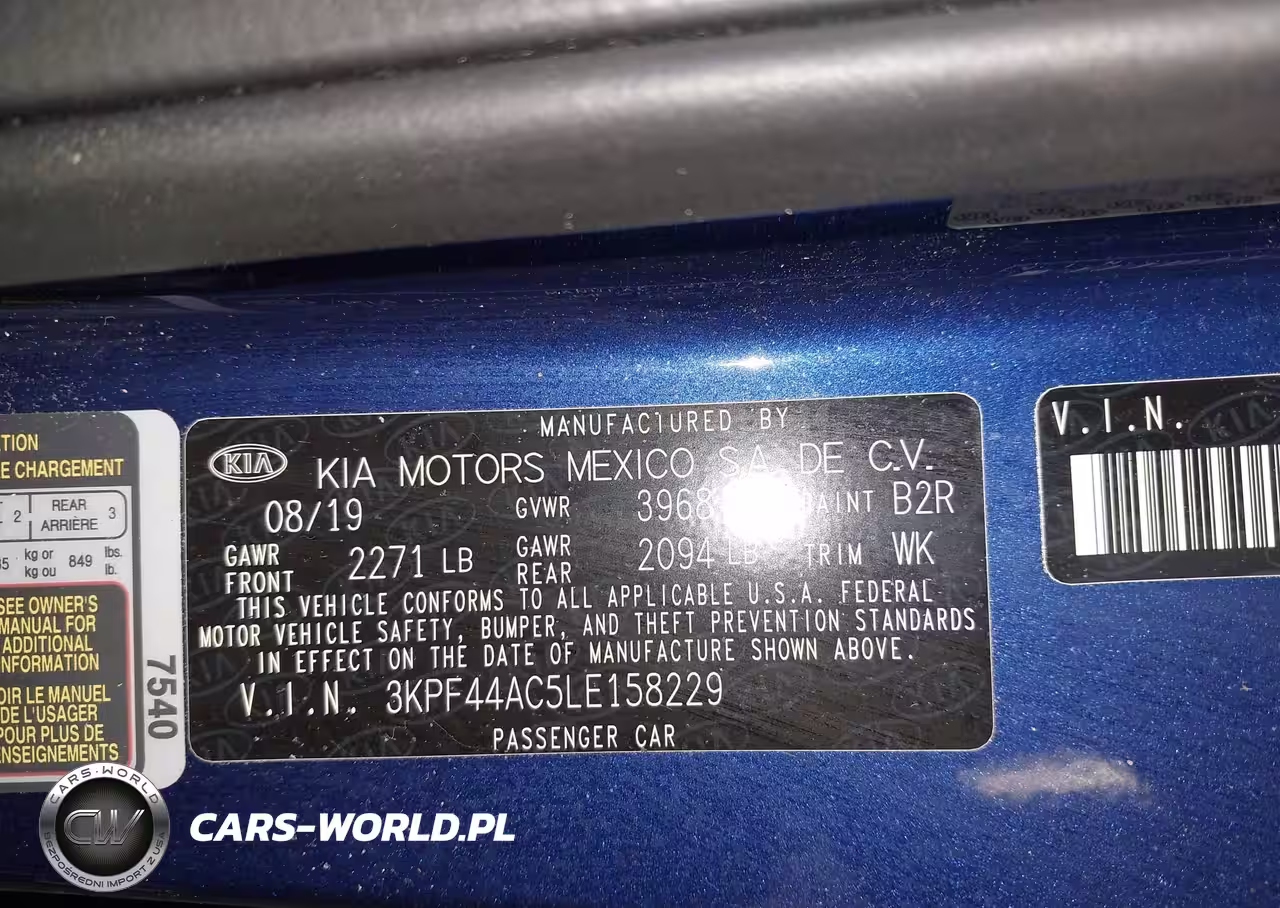 TION
E CHARGEMENT
2 REAR ARRIÈRE 3
kg or kg ou 849 lbs. lb.
SEE OWNER'S
MANUAL FOR
ADDITIONAL
INFORMATION
OIR LE MANUEL
DE L'USAGER
POUR PLUS DE
ENSEIGNEMENTS
7540
MANUFACTURED BY
KIA KIA MOTORS MEXICO S.A. DE C.V.
08/19 GVWR 3968 PAINT B2R
GAWR FRONT 2271 LB GAWR REAR 2094 LB TRIM WK
THIS VEHICLE CONFORMS TO ALL APPLICABLE U.S.A. FEDERAL
MOTOR VEHICLE SAFETY, BUMPER, AND THEFT PREVENTION STANDARDS
IN EFFECT ON THE DATE OF MANUFACTURE SHOWN ABOVE.
V.I.N. 3KPF44AC5LE158229
PASSENGER CAR
V.I.N.
CARS-WORLD
CW
BEZPOŚREDNI IMPORT Z USA
CARS-WORLD.PL